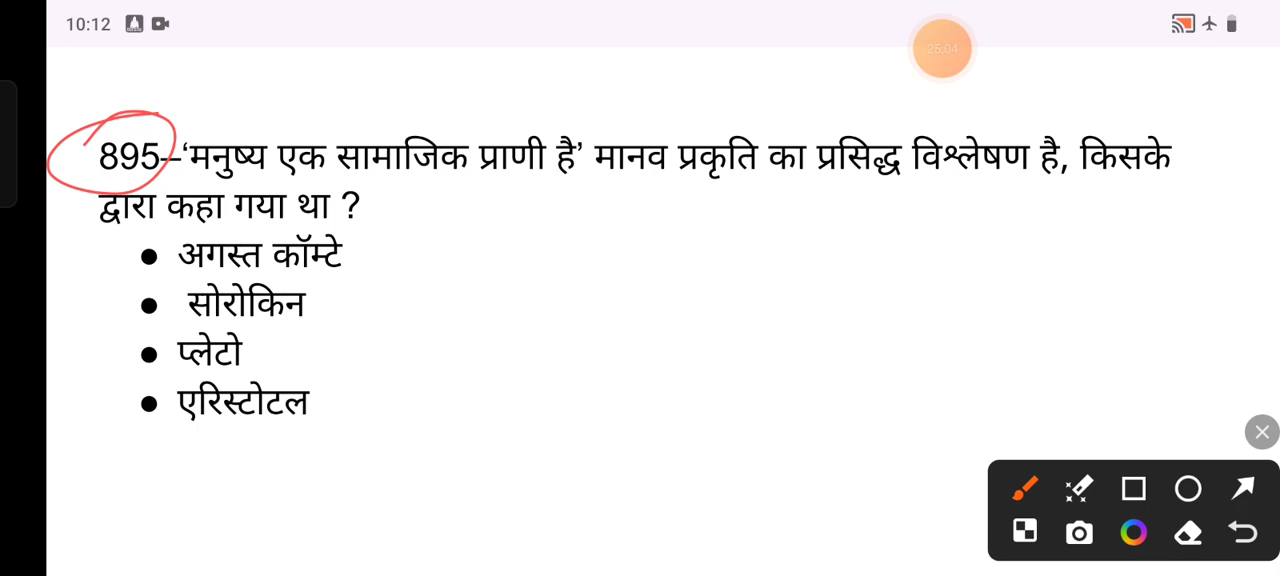 10:12
25:04
895–'मनुष्य एक सामाजिक प्राणी है' मानव प्रकृति का प्रसिद्ध विश्लेषण है, किसके
द्वारा कहा गया था ?
● अगस्त कॉम्टे
● सोरोकिन
● प्लेटो
● एरिस्टोटल